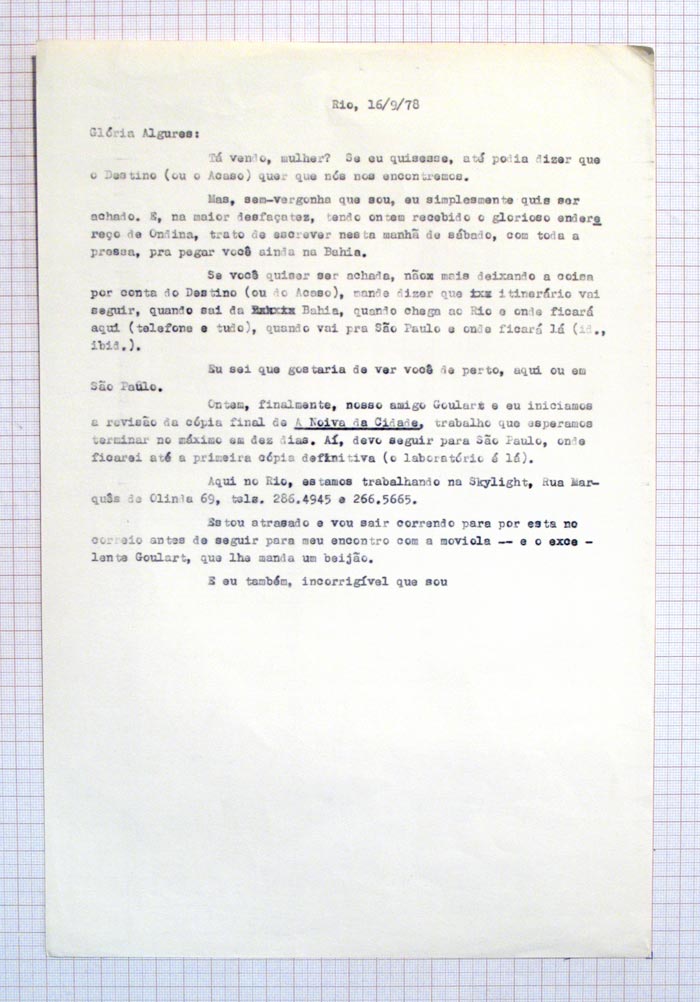 Rio, 16/9/78
Glória Algures:
Tá vendo, mulher? Se eu quisesse, até podia dizer que
o Destino (ou o Acaso) quer que nós nos encontremos.
Mas, sem-vergonha que sou, eu simplesmente quis ser
achado. E, na maior desfaçatez, tendo ontem recebido o glorioso endere
reço de Ondina, trato de escrever nesta manhã de sábado, com toda a
pressa, pra pegar você ainda na Bahia.
Se você quiser ser achada, nãox mais deixando a coisa
por conta do Destino (ou do Acaso), mande dizer que itinerário vai
seguir, quando sai da Bahia, quando chega ao Rio e onde ficará
aqui (telefone e tudo), quando vai pra São Paulo e onde ficará lá (id.,
ibid.).
Eu sei que gostaria de ver você de perto, aqui ou em
São Paulo.
Ontem, finalmente, nosso amigo Goulart e eu iniciamos
a revisão da cópia final de A Noiva da Cidade, trabalho que esperamos
terminar no máximo em dez dias. Aí, devo seguir para São Paulo, onde
ficarei até a primeira cópia definitiva (o laboratório é lá).
Aqui no Rio, estamos trabalhando na Skylight, Rua Mar-
quês de Olinda 69, tels. 286.4945 e 266.5665.
Estou atrasado e vou sair correndo para por esta no
correio antes de seguir para meu encontro com a moviola -- e o exce -
lente Goulart, que lhe manda um beijão.
E eu também, incorrigível que sou